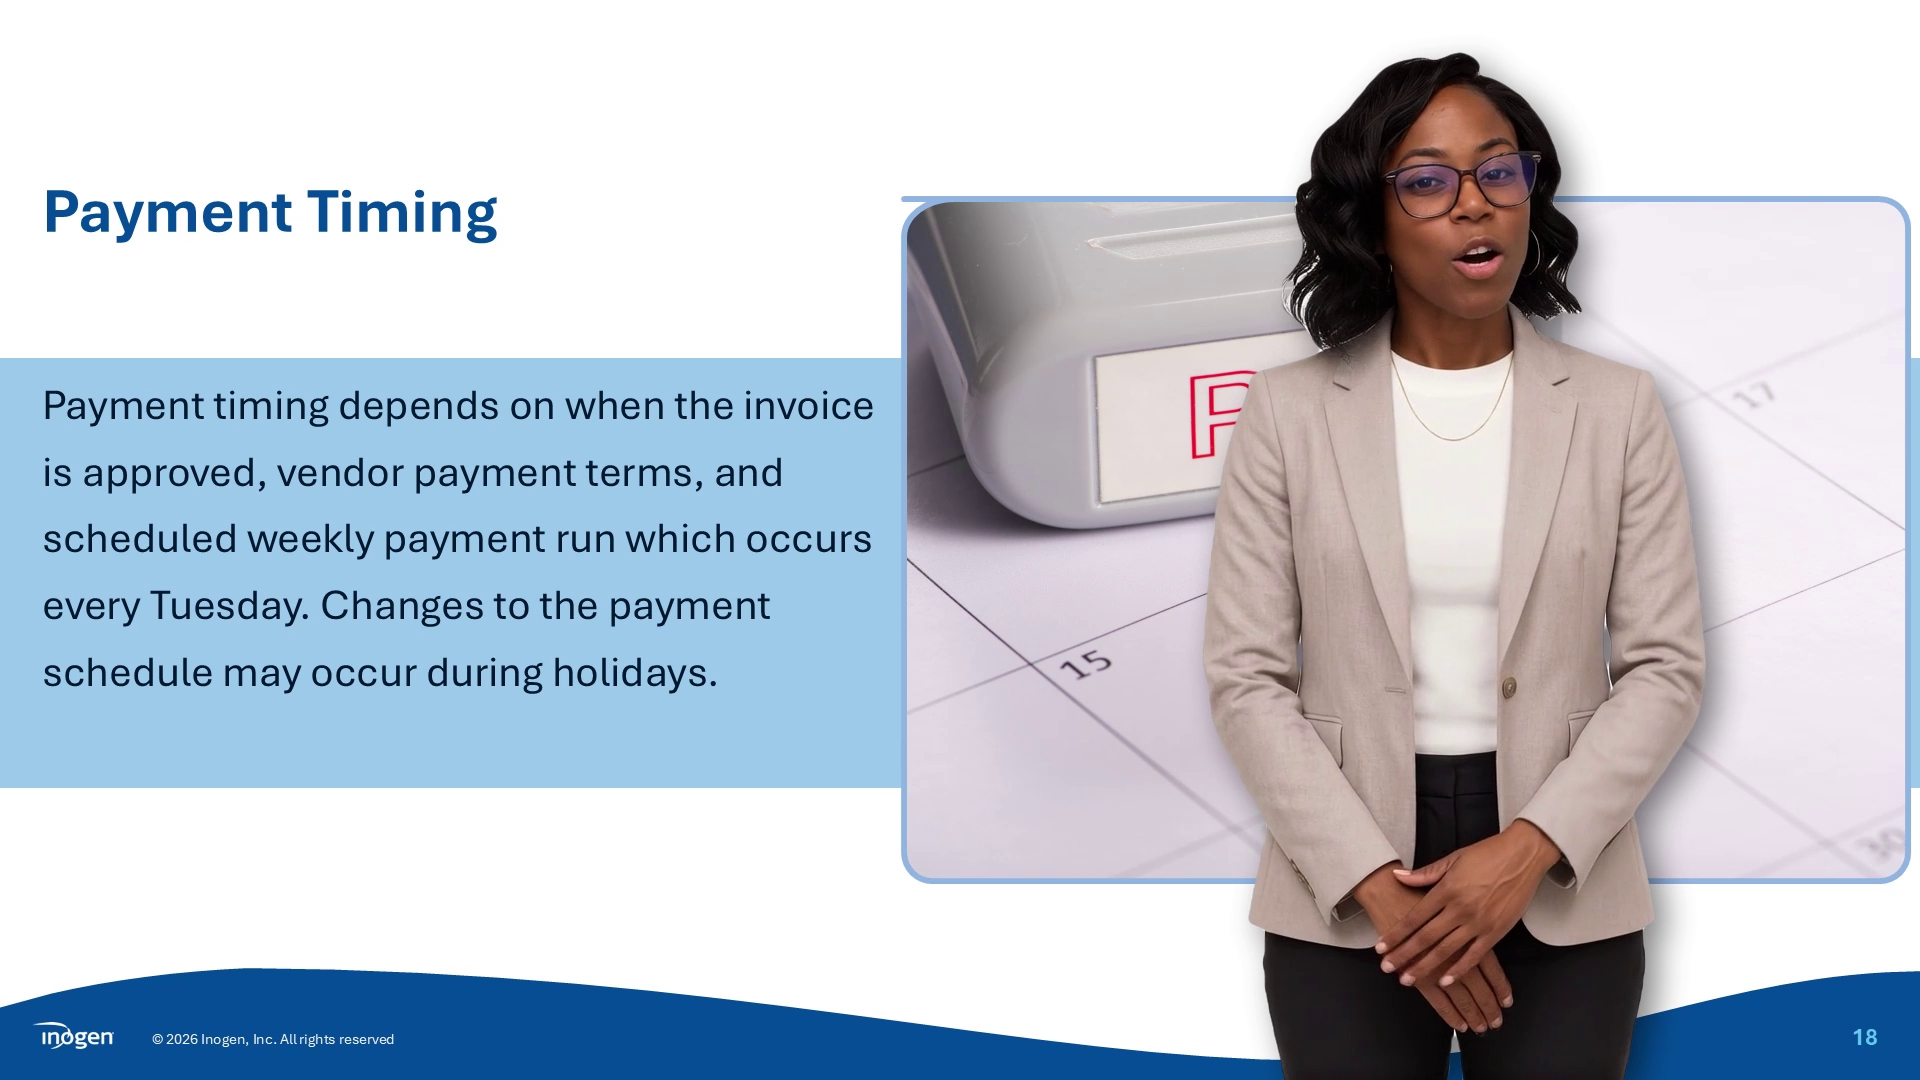 Payment Timing
Payment timing depends on when the invoice
is approved, vendor payment terms, and
scheduled weekly payment run which occurs
every Tuesday. Changes to the payment
schedule may occur during holidays.
P
17
15
30
inogen
© 2026 Inogen, Inc. All rights reserved
18